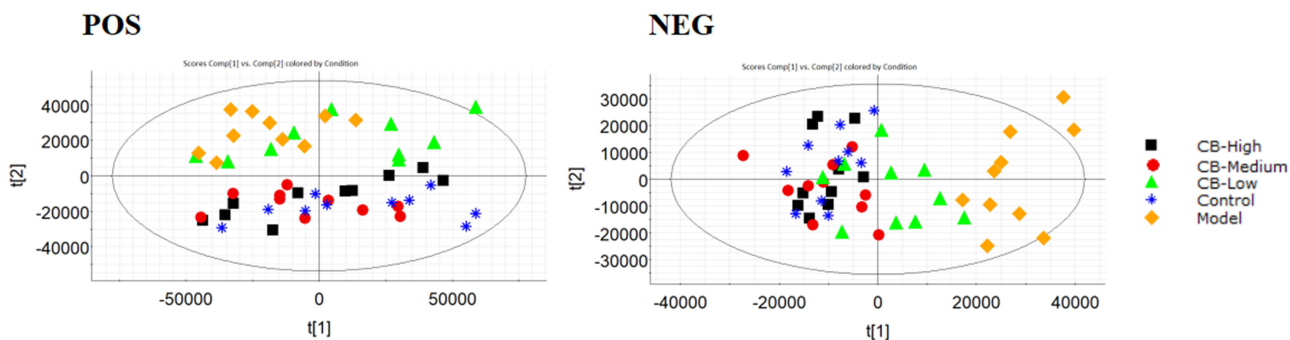 POS
NEG
Scores Comp[1] vs. Comp[2] colored by Condition
Scores Comp[1] vs. Comp[2] colored by Condition
40000
20000
0
-20000
-40000
t[2]
-50000
0
50000
t[1]
30000
20000
10000
0
-10000
-20000
-30000
t[2]
-40000
-20000
0
20000
40000
t[1]
CB-High
CB-Medium
CB-Low
Control
Model